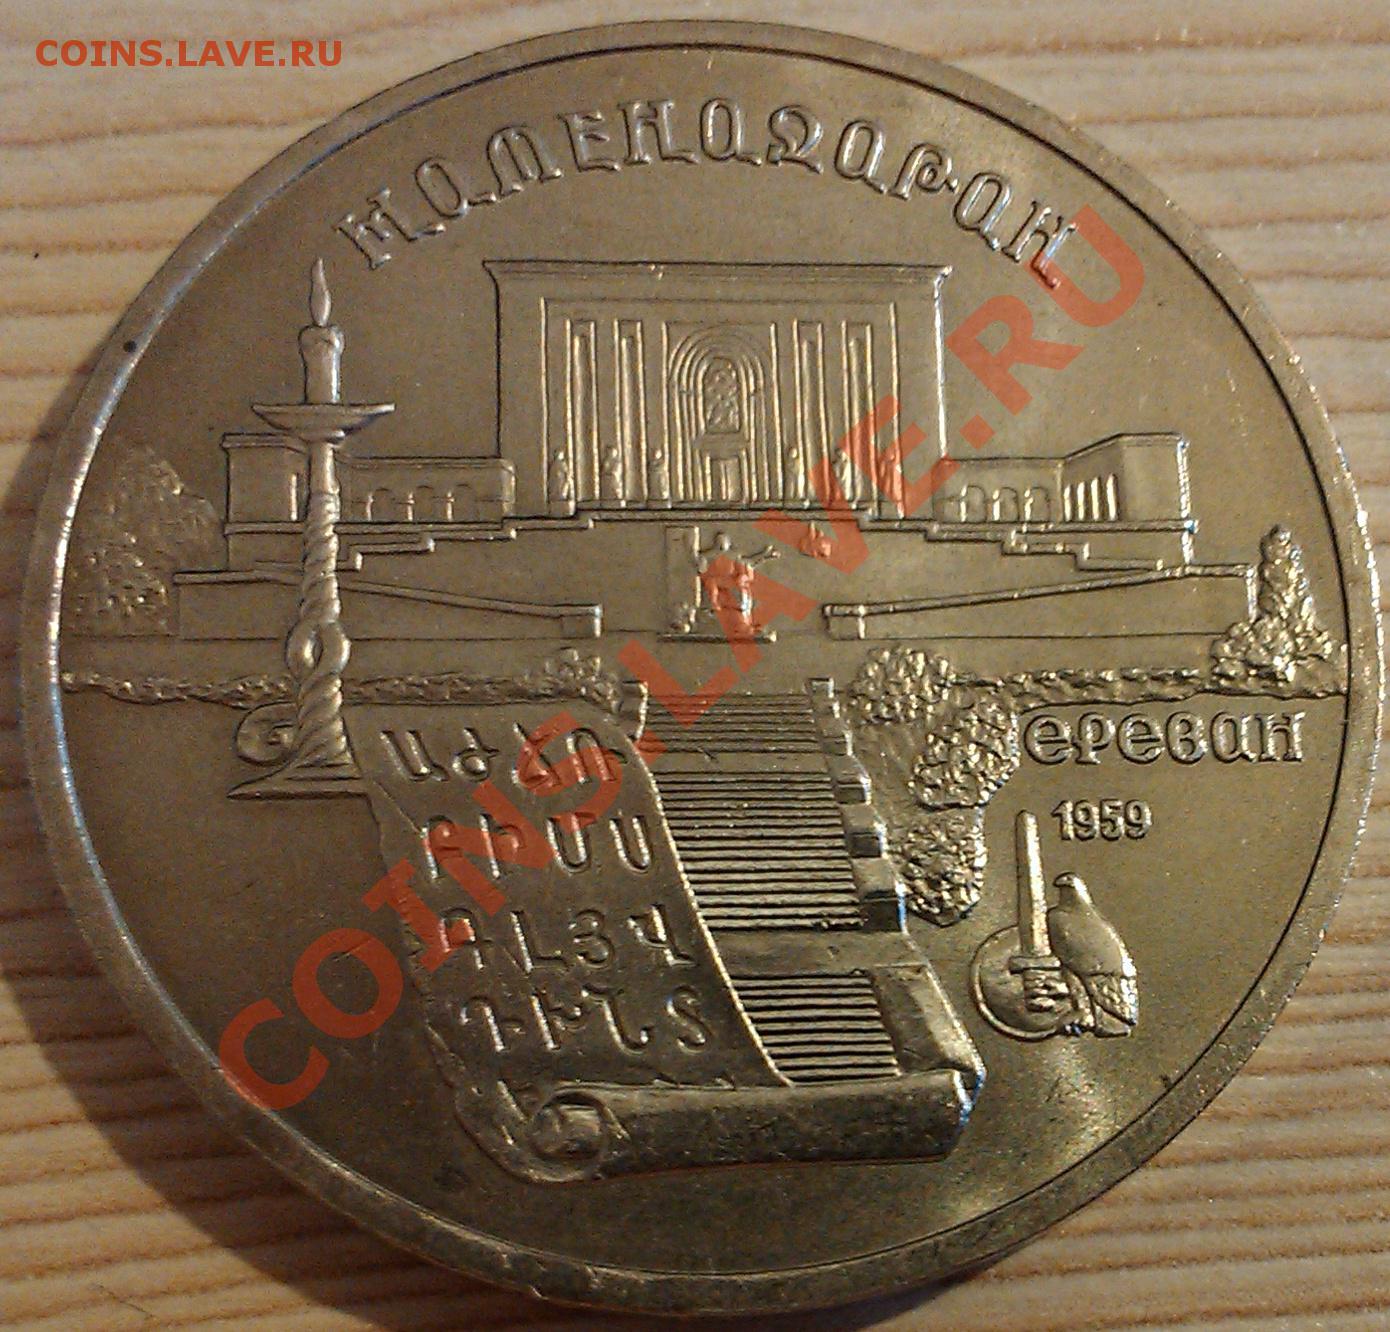 COINS.LAVE.RU
МАТЕНАДАРАН
ЕРЕВАН
1959
Ա Ժ Ճ Ռ
Բ Ի Մ Ս
Գ Լ Յ Վ
Դ Խ Ն Տ
COINS.LAVE.RU